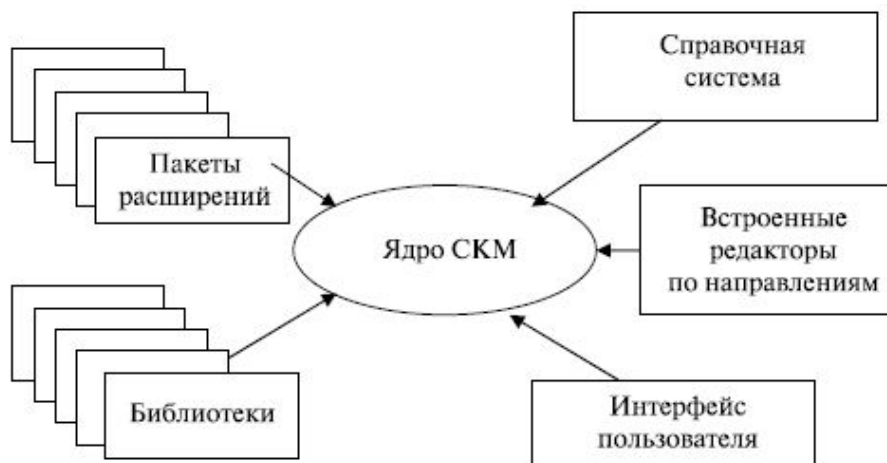 Справочная
система
Пакеты
расширений
Ядро СКМ
Встроенные
редакторы
по направлениям
Библиотеки
Интерфейс
пользователя